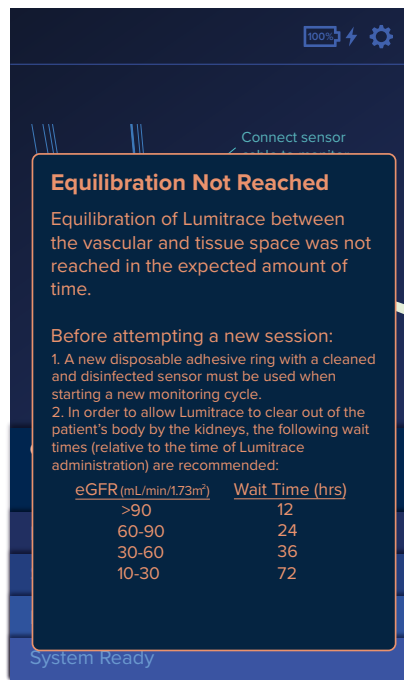 100%
Connect sensor
Equilibration Not Reached
Equilibration of Lumitrace between
the vascular and tissue space was not
reached in the expected amount of
time.
Before attempting a new session:
1. A new disposable adhesive ring with a cleaned
and disinfected sensor must be used when
starting a new monitoring cycle.
2. In order to allow Lumitrace to clear out of the
patient's body by the kidneys, the following wait
times (relative to the time of Lumitrace
administration) are recommended:
eGFR (mL/min/1.73m²) Wait Time (hrs)
>90 12
60-90 24
30-60 36
10-30 72
System Ready